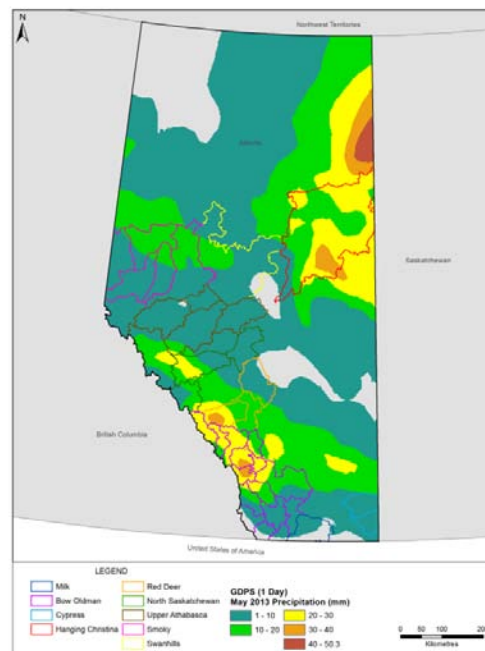 N
Northwest Territories
Alberta
Saskatchewan
British Columbia
United States of America
LEGEND
Milk
Bow Oldman
Cypress
Hanging Christina
Red Deer
North Saskatchewan
Upper Athabasca
Smoky
Swanhills
GDPS (1 Day)
May 2013 Precipitation (mm)
1 - 10
10 - 20
20 - 30
30 - 40
40 - 50.3
0
100
Kilometres